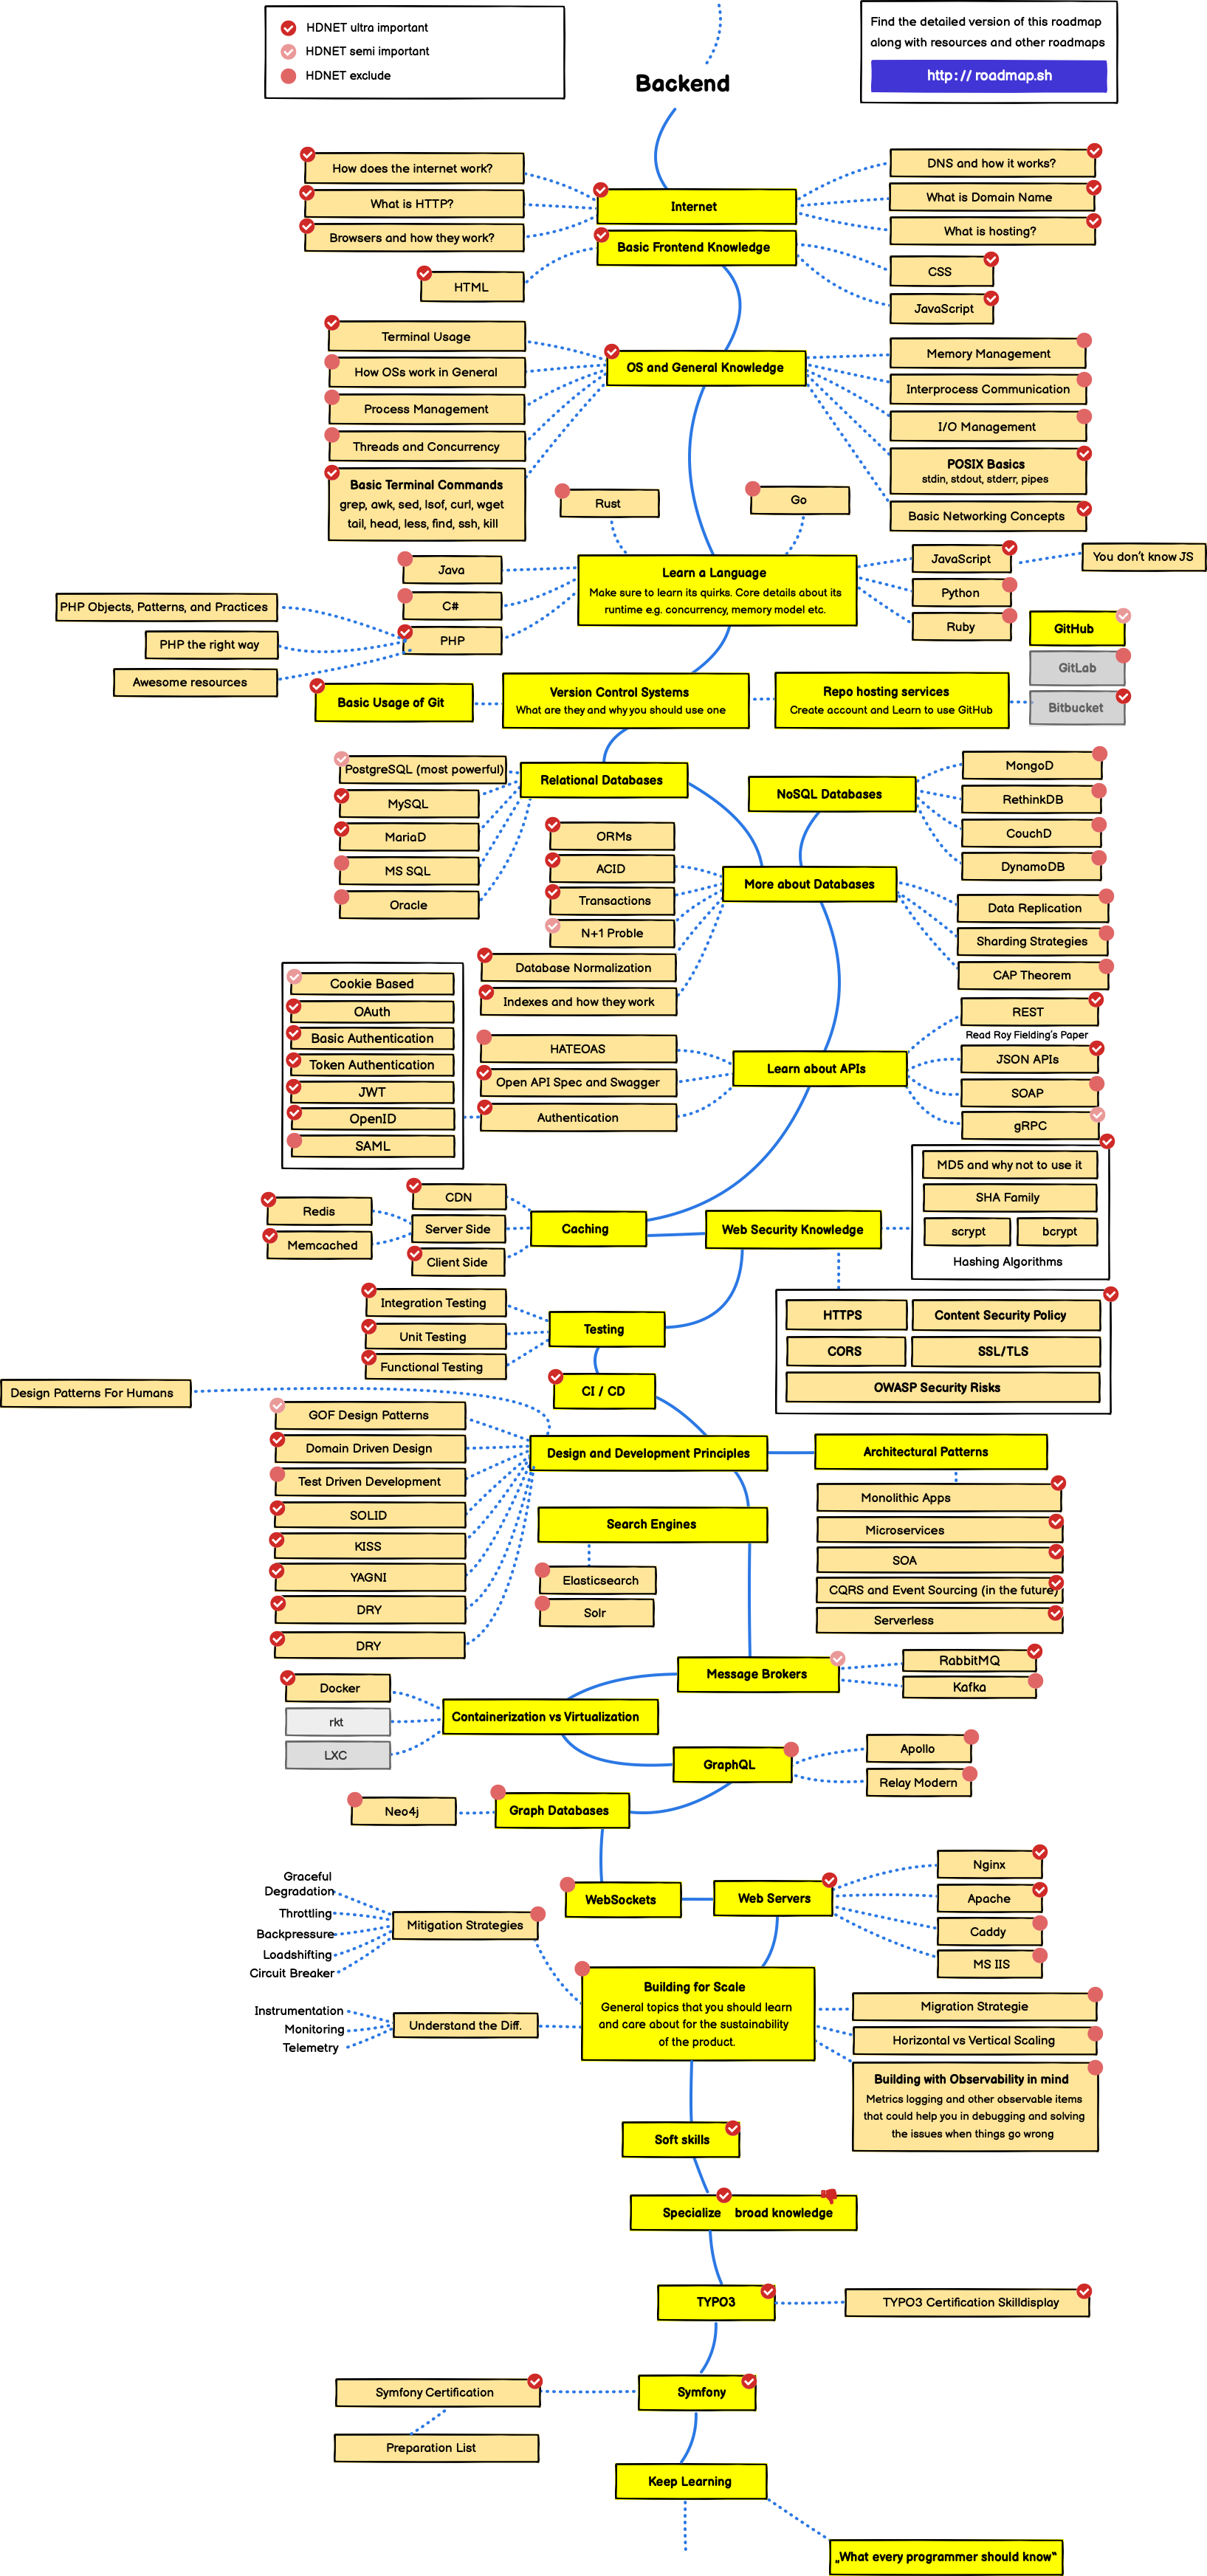 HDNET ultra important
HDNET semi important
HDNET exclude
Find the detailed version of this roadmap
along with resources and other roadmaps
http://roadmap.sh
Backend
How does the internet work?
What is HTTP?
Browsers and how they work?
Internet
DNS and how it works?
What is Domain Name
What is hosting?
Basic Frontend Knowledge
HTML
CSS
JavaScript
Terminal Usage
How OSs work in General
Process Management
Threads and Concurrency
Basic Terminal Commands
grep, awk, sed, lsof, curl, wget
tail, head, less, find, ssh, kill
OS and General Knowledge
Memory Management
Interprocess Communication
I/O Management
POSIX Basics
stdin, stdout, stderr, pipes
Basic Networking Concepts
Rust
Go
Java
C#
PHP
Learn a Language
Make sure to learn its quirks. Core details about its
runtime e.g. concurrency, memory model etc.
JavaScript
You don't know JS
Python
Ruby
PHP Objects, Patterns, and Practices
PHP the right way
Awesome resources
GitHub
GitLab
Bitbucket
Basic Usage of Git
Version Control Systems
What are they and why you should use one
Repo hosting services
Create account and Learn to use GitHub
PostgreSQL (most powerful)
MySQL
MariaD
MS SQL
Oracle
Relational Databases
NoSQL Databases
MongoD
RethinkDB
CouchD
DynamoDB
ORMs
ACID
Transactions
N+1 Proble
Database Normalization
Indexes and how they work
More about Databases
Data Replication
Sharding Strategies
CAP Theorem
Cookie Based
OAuth
Basic Authentication
Token Authentication
JWT
OpenID
SAML
HATEOAS
Open API Spec and Swagger
Authentication
Learn about APIs
REST
Read Roy Fielding's Paper
JSON APIs
SOAP
gRPC
MD5 and why not to use it
SHA Family
scrypt
bcrypt
Hashing Algorithms
Redis
Memcached
CDN
Server Side
Client Side
Caching
Web Security Knowledge
HTTPS
Content Security Policy
CORS
SSL/TLS
OWASP Security Risks
Integration Testing
Unit Testing
Functional Testing
Testing
CI / CD
Design Patterns For Humans
GOF Design Patterns
Domain Driven Design
Test Driven Development
SOLID
KISS
YAGNI
DRY
DRY
Design and Development Principles
Architectural Patterns
Monolithic Apps
Microservices
SOA
CQRS and Event Sourcing (in the future)
Serverless
Search Engines
Elasticsearch
Solr
Message Brokers
RabbitMQ
Kafka
Docker
rkt
LXC
Containerization vs Virtualization
GraphQL
Apollo
Relay Modern
Neo4j
Graph Databases
WebSockets
Web Servers
Nginx
Apache
Caddy
MS IIS
Graceful
Degradation
Throttling
Backpressure
Loadshifting
Circuit Breaker
Mitigation Strategies
Instrumentation
Monitoring
Telemetry
Understand the Diff.
Building for Scale
General topics that you should learn
and care about for the sustainability
of the product.
Migration Strategie
Horizontal vs Vertical Scaling
Building with Observability in mind
Metrics logging and other observable items
that could help you in debugging and solving
the issues when things go wrong
Soft skills
Specialize broad knowledge
TYPO3
TYPO3 Certification Skilldisplay
Symfony Certification
Symfony
Preparation List
Keep Learning
„What every programmer should know“